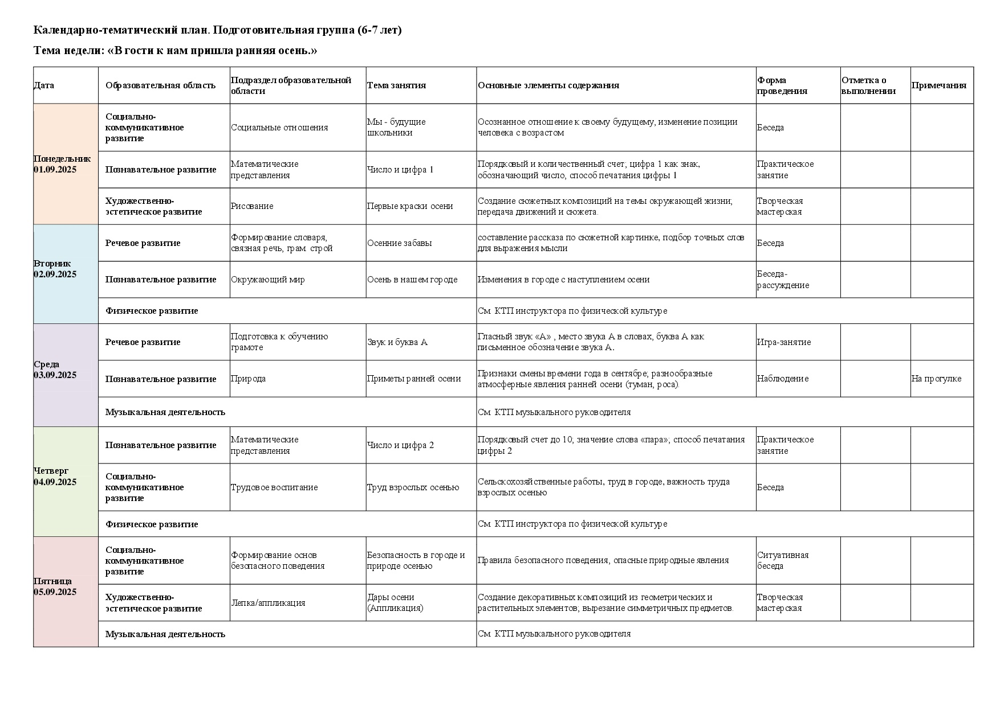 Календарно-тематический план. Подготовительная группа (6-7 лет)
Тема недели: «В гости к нам пришла ранняя осень.»
Дата
Образовательная область
Подраздел образовательной
области
Тема занятия
Основные элементы содержания
Форма
проведения
Отметка о
выполнении
Примечания
Понедельник
01.09.2025
Социально-
коммуникативное
развитие
Социальные отношения
Мы - будущие
школьники
Осознанное отношение к своему будущему, изменение позиции
человека с возрастом
Беседа
Познавательное развитие
Математические
представления
Число и цифра 1
Порядковый и количественный счет; цифра 1 как знак,
обозначающий число, способ печатания цифры 1
Практическое
занятие
Художественно-
эстетическое развитие
Рисование
Первые краски осени
Создание сюжетных композиций на темы окружающей жизни;
передача движений и сюжета.
Творческая
мастерская
Вторник
02.09.2025
Речевое развитие
Формирование словаря,
связная речь, грам. строй
Осенние забавы
составление рассказа по сюжетной картинке, подбор точных слов
для выражения мысли
Беседа
Познавательное развитие
Окружающий мир
Осень в нашем городе
Изменения в городе с наступлением осени
Беседа-
рассуждение
Физическое развитие
См. КТП инструктора по физической культуре
Среда
03.09.2025
Речевое развитие
Подготовка к обучению
грамоте
Звук и буква А
Гласный звук «А» , место звука А в словах, буква А как
письменное обозначение звука А.
Игра-занятие
Познавательное развитие
Природа
Приметы ранней осени
Признаки смены времени года в сентябре; разнообразные
атмосферные явления ранней осени (туман, роса).
Наблюдение
На прогулке
Музыкальная деятельность
См. КТП музыкального руководителя
Четверг
04.09.2025
Познавательное развитие
Математические
представления
Число и цифра 2
Порядковый счет до 10; значение слова «пара»; способ печатания
цифры 2
Практическое
занятие
Социально-
коммуникативное
развитие
Трудовое воспитание
Труд взрослых осенью
Сельскохозяйственные работы, труд в городе, важность труда
взрослых осенью
Беседа
Физическое развитие
См. КТП инструктора по физической культуре
Пятница
05.09.2025
Социально-
коммуникативное
развитие
Формирование основ
безопасного поведения
Безопасность в городе и
природе осенью
Правила безопасного поведения, опасные природные явления
Ситуативная
беседа
Художественно-
эстетическое развитие
Лепка/аппликация
Дары осени
(Аппликация)
Создание декоративных композиций из геометрических и
растительных элементов; вырезание симметричных предметов.
Творческая
мастерская
Музыкальная деятельность
См. КТП музыкального руководителя